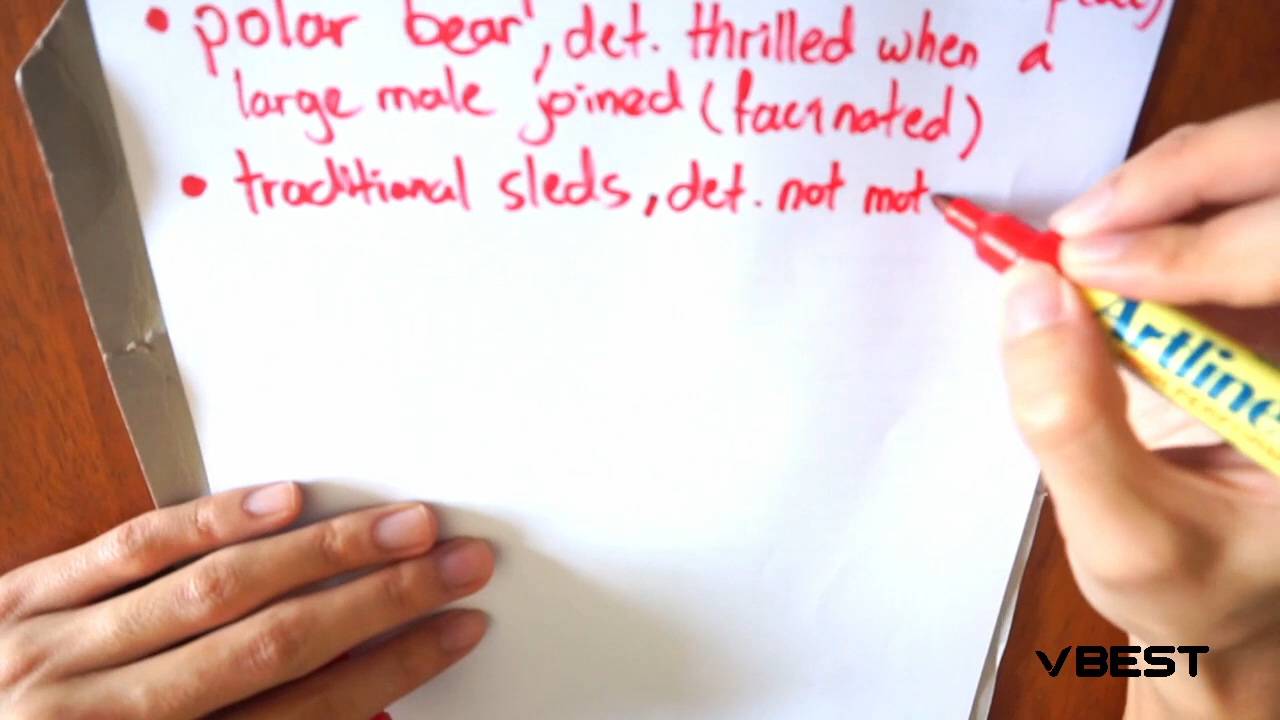 • polar bear', det. thrilled when a
large male joined (facinated)
• traditional sleds, det. not mot
Artline
VBEST